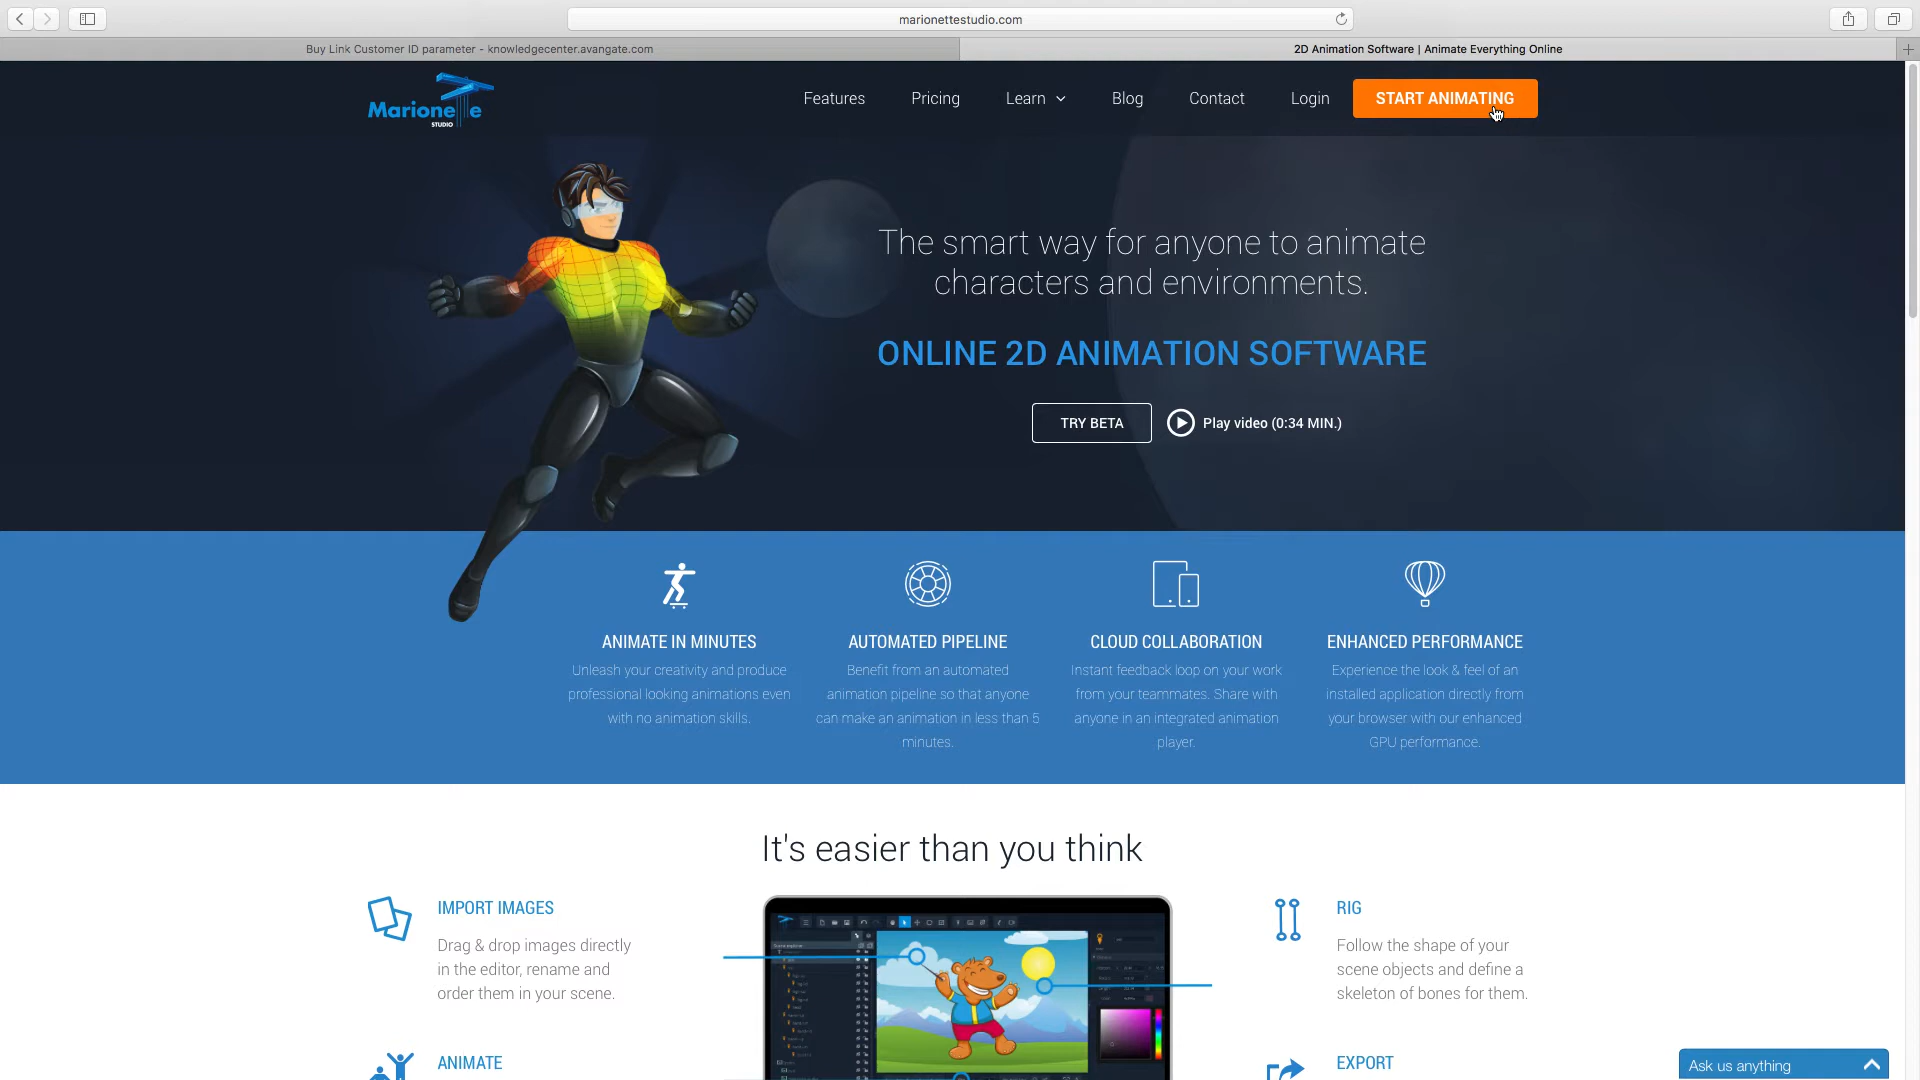 marionettestudio.com
Buy Link Customer ID parameter - knowledgecenter.avangate.com
2D Animation Software | Animate Everything Online
Marionette
STUDIO
Features
Pricing
Learn
Blog
Contact
Login
START ANIMATING
The smart way for anyone to animate
characters and environments.
ONLINE 2D ANIMATION SOFTWARE
TRY BETA
Play video (0:34 MIN.)
ANIMATE IN MINUTES
Unleash your creativity and produce
professional looking animations even
with no animation skills.
AUTOMATED PIPELINE
Benefit from an automated
animation pipeline so that anyone
can make an animation in less than 5
minutes.
CLOUD COLLABORATION
Instant feedback loop on your work
from your teammates. Share with
anyone in an integrated animation
player.
ENHANCED PERFORMANCE
Experience the look & feel of an
installed application directly from
your browser with our enhanced
GPU performance.
It's easier than you think
IMPORT IMAGES
Drag & drop images directly
in the editor, rename and
order them in your scene.
RIG
Follow the shape of your
scene objects and define a
skeleton of bones for them.
ANIMATE
EXPORT
Ask us anything